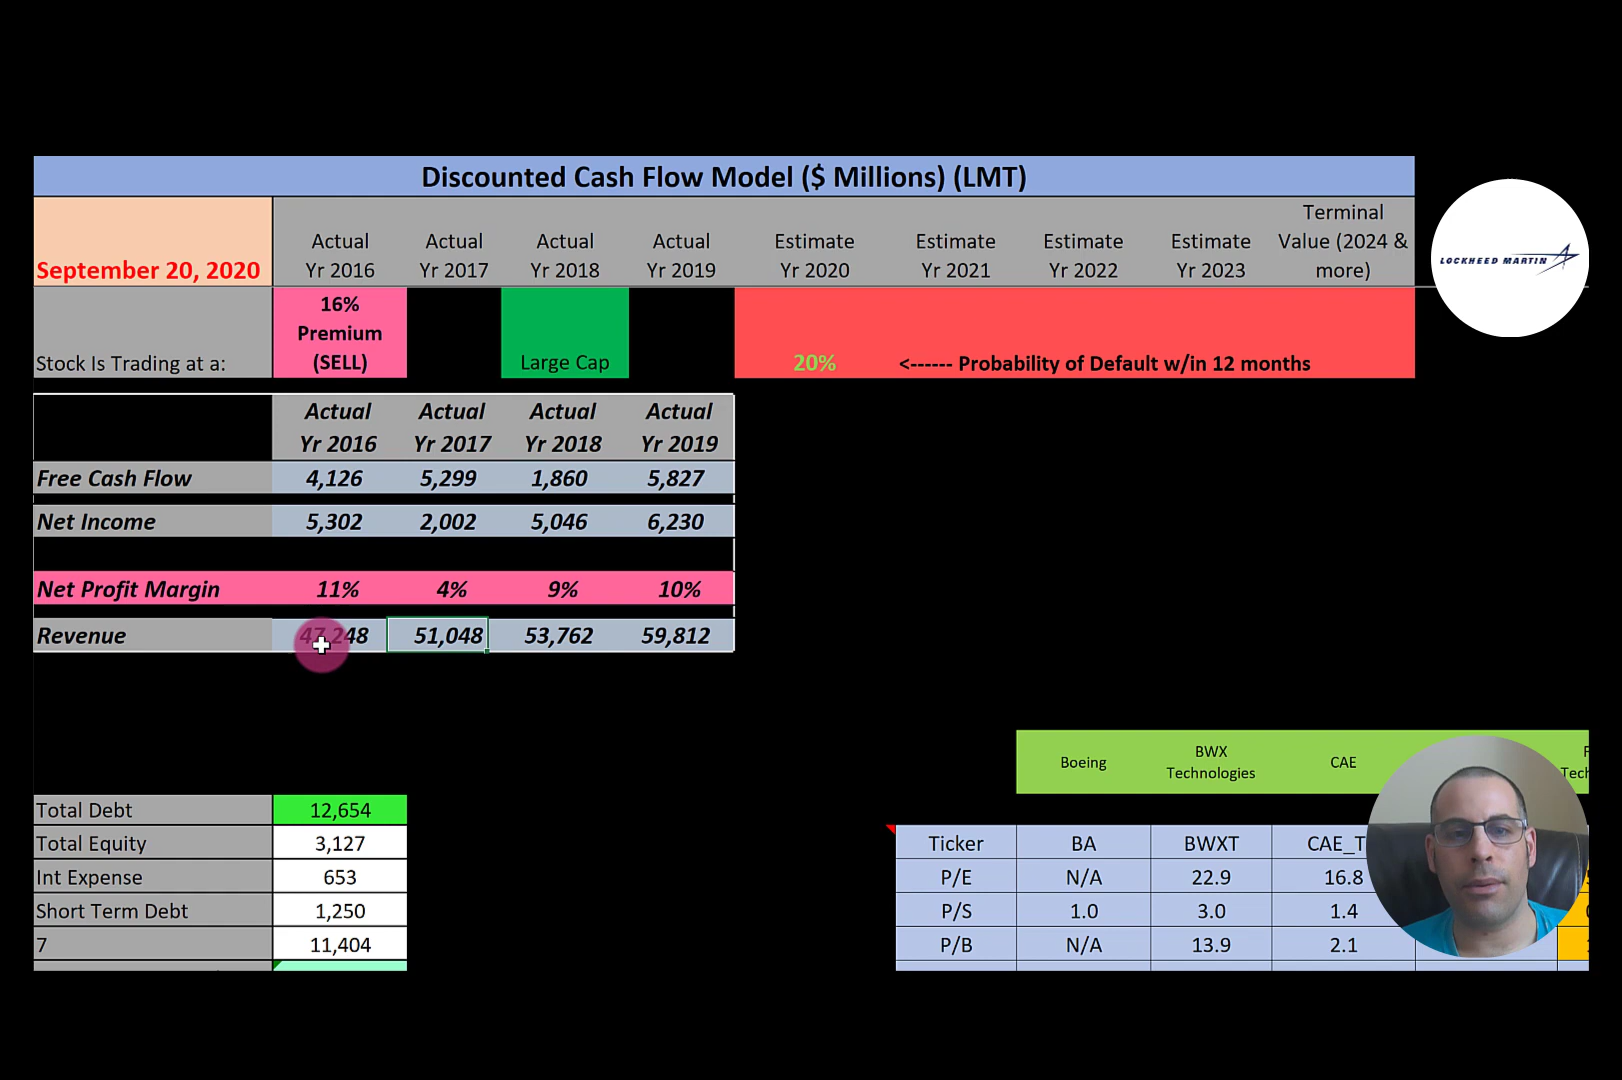 Discounted Cash Flow Model ($ Millions) (LMT)
September 20, 2020
Actual Yr 2016
Actual Yr 2017
Actual Yr 2018
Actual Yr 2019
Estimate Yr 2020
Estimate Yr 2021
Estimate Yr 2022
Estimate Yr 2023
Terminal Value (2024 & more)
LOCKHEED MARTIN
Stock Is Trading at a:
16% Premium (SELL)
Large Cap
20%
<------ Probability of Default w/in 12 months
Actual Yr 2016
Actual Yr 2017
Actual Yr 2018
Actual Yr 2019
Free Cash Flow 4,126 5,299 1,860 5,827
Net Income 5,302 2,002 5,046 6,230
Net Profit Margin 11% 4% 9% 10%
Revenue 47,248 51,048 53,762 59,812
Boeing
BWX Technologies
CAE
Total Debt 12,654
Total Equity 3,127
Int Expense 653
Short Term Debt 1,250
7 11,404
Ticker BA BWXT CAE_T
P/E N/A 22.9 16.8
P/S 1.0 3.0 1.4
P/B N/A 13.9 2.1